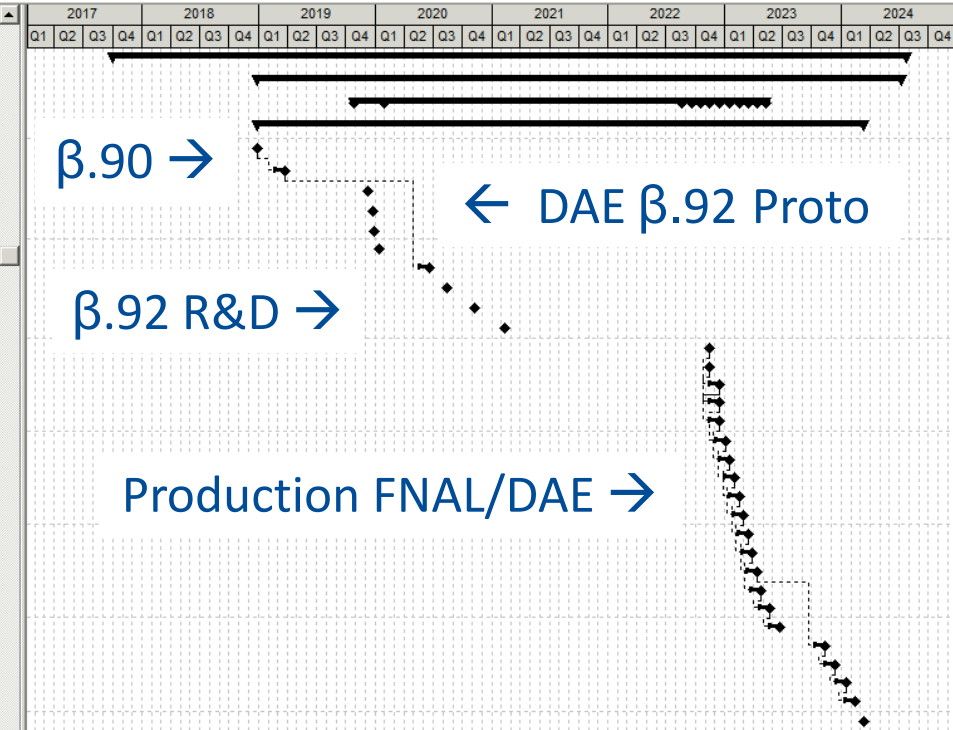 2017 2018 2019 2020 2021 2022 2023 2024
Q1 Q2 Q3 Q4 Q1 Q2 Q3 Q4 Q1 Q2 Q3 Q4 Q1 Q2 Q3 Q4 Q1 Q2 Q3 Q4 Q1 Q2 Q3 Q4 Q1 Q2 Q3 Q4 Q1 Q2 Q3 Q4
β.90 →
← DAE β.92 Proto
β.92 R&D →
Production FNAL/DAE →